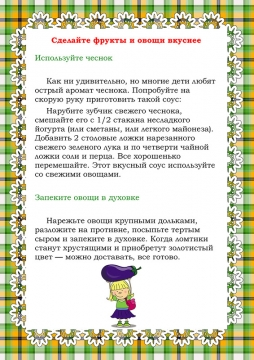 Сделайте фрукты и овощи вкуснее
Используйте чеснок
Как ни удивительно, но многие дети любят
острый аромат чеснока. Попробуйте на
скорую руку приготовить такой соус:
Нарубите зубчик свежего чеснока,
смешайте его с 1/2 стакана несладкого
йогурта (или сметаны, или легкого майонеза).
Добавить 2 столовые ложки нарезанного
свежего зеленого лука и по четверти чайной
ложки соли и перца. Все хорошенько
перемешайте. Этот вкусный соус используйте
со свежими овощами.
Запеките овощи в духовке
Нарежьте овощи крупными дольками,
разложите на противне, посыпьте тертым
сыром и запеките в духовке. Когда ломтики
станут хрустящими и приобретут золотистый
цвет — можно доставать, все готово.